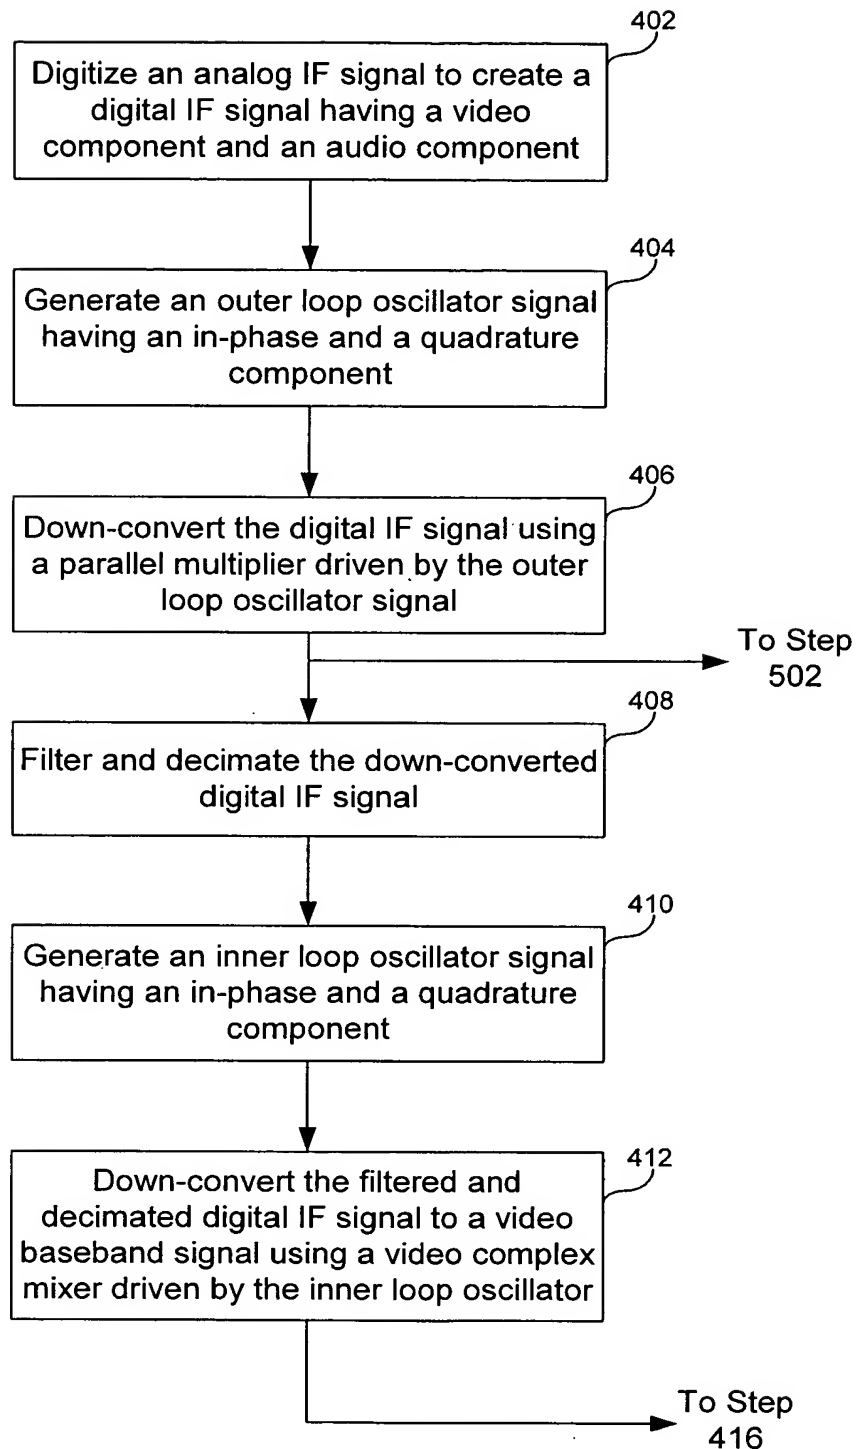 402
Digitize an analog IF signal to create a
digital IF signal having a video
component and an audio component
404
Generate an outer loop oscillator signal
having an in-phase and a quadrature
component
406
Down-convert the digital IF signal using
a parallel multiplier driven by the outer
loop oscillator signal
To Step
502
408
Filter and decimate the down-converted
digital IF signal
410
Generate an inner loop oscillator signal
having an in-phase and a quadrature
component
412
Down-convert the filtered and
decimated digital IF signal to a video
baseband signal using a video complex
mixer driven by the inner loop oscillator
To Step
416